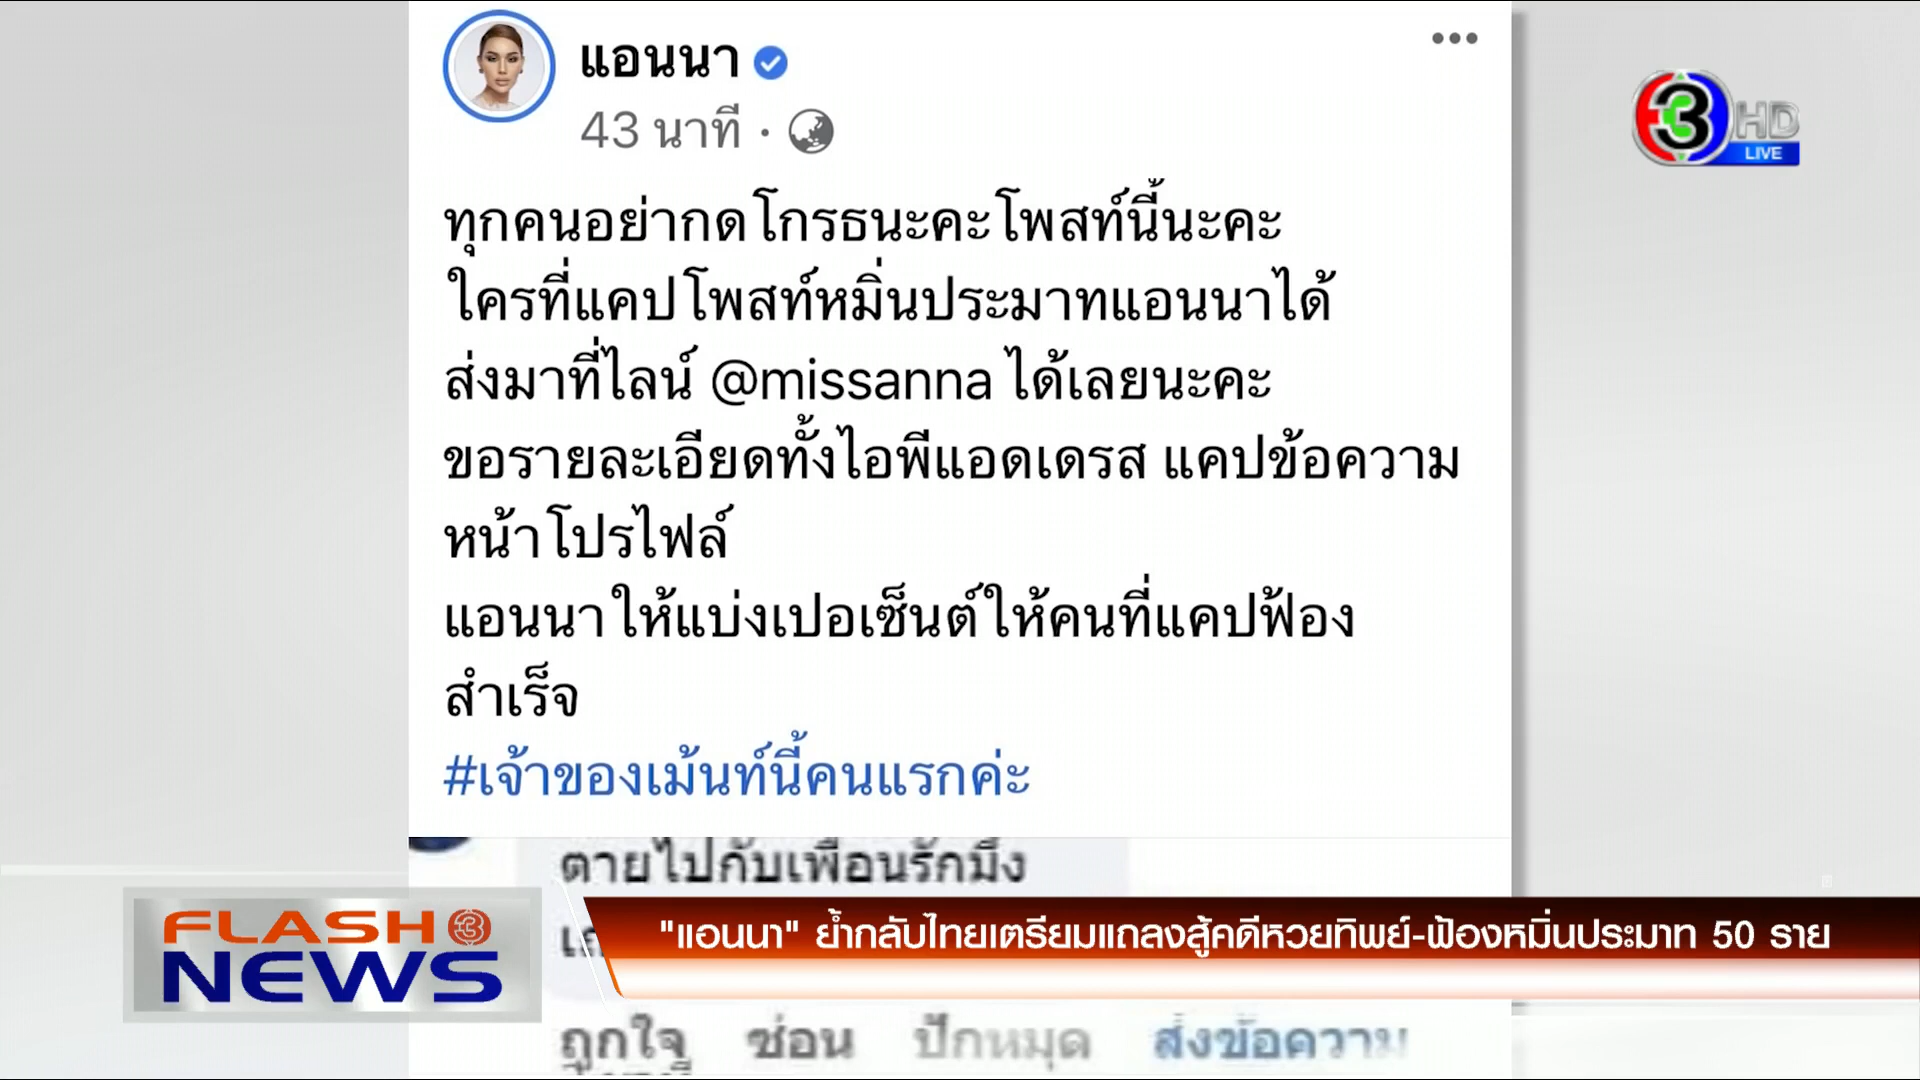 แอนนา
43 นาที ·
3 HD
LIVE
ทุกคนอย่ากดโกรธนะคะโพสท์นี้นะคะ
ใครที่แคปโพสท์หมิ่นประมาทแอนนาได้
ส่งมาที่ไลน์ @missanna ได้เลยนะคะ
ขอรายละเอียดทั้งไอพีแอดเดรส แคปข้อความ
หน้าโปรไฟล์
แอนนาให้แบ่งเปอเซ็นต์ให้คนที่แคปฟ้อง
สำเร็จ
#เจ้าของเม้นท์นี้คนแรกค่ะ
ตายไปกับเพื่อนรักมึง
FLASH 3
NEWS
"แอนนา" ย้ำกลับไทยเตรียมแถลงสู้คดีหวยทิพย์-ฟ้องหมิ่นประมาท 50 ราย
ถูกใจ ซ่อน ปักหมุด ส่งข้อความ